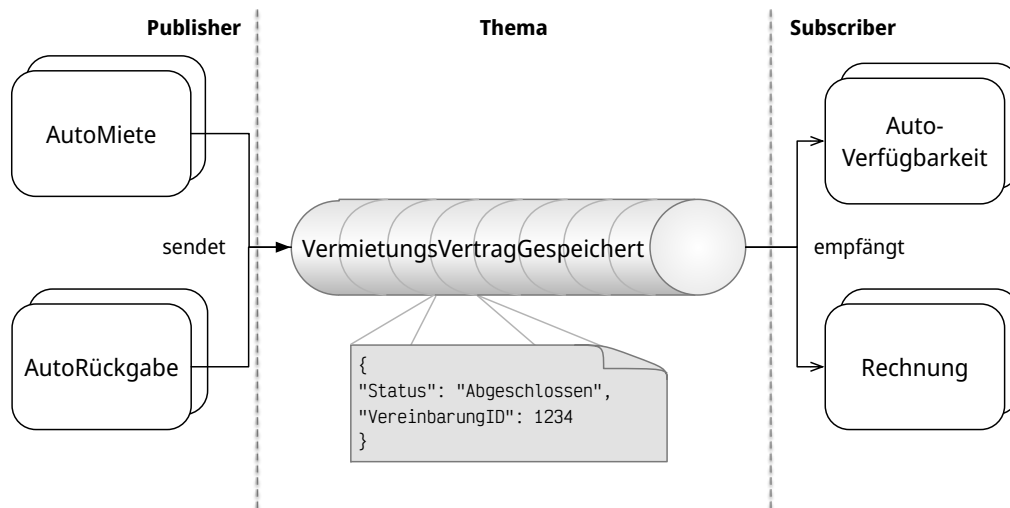 Publisher
Thema
Subscriber
AutoMiete
Auto-
Verfügbarkeit
sendet
VermietungsVertragGespeichert
empfängt
AutoRückgabe
{
"Status": "Abgeschlossen",
"VereinbarungID": 1234
}
Rechnung